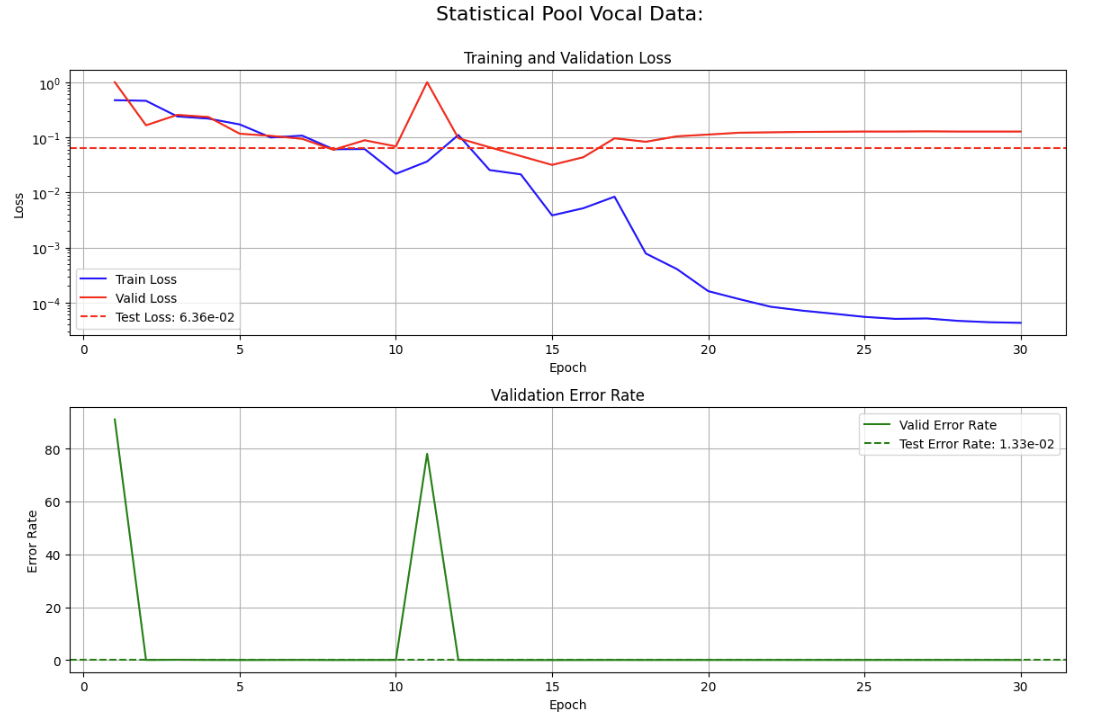 Statistical Pool Vocal Data:
Training and Validation Loss
Loss
10⁰
10⁻¹
10⁻²
10⁻³
10⁻⁴
Train Loss
Valid Loss
Test Loss: 6.36e-02
0 5 10 15 20 25 30
Epoch
Validation Error Rate
Error Rate
80
60
40
20
0
Valid Error Rate
Test Error Rate: 1.33e-02
0 5 10 15 20 25 30
Epoch